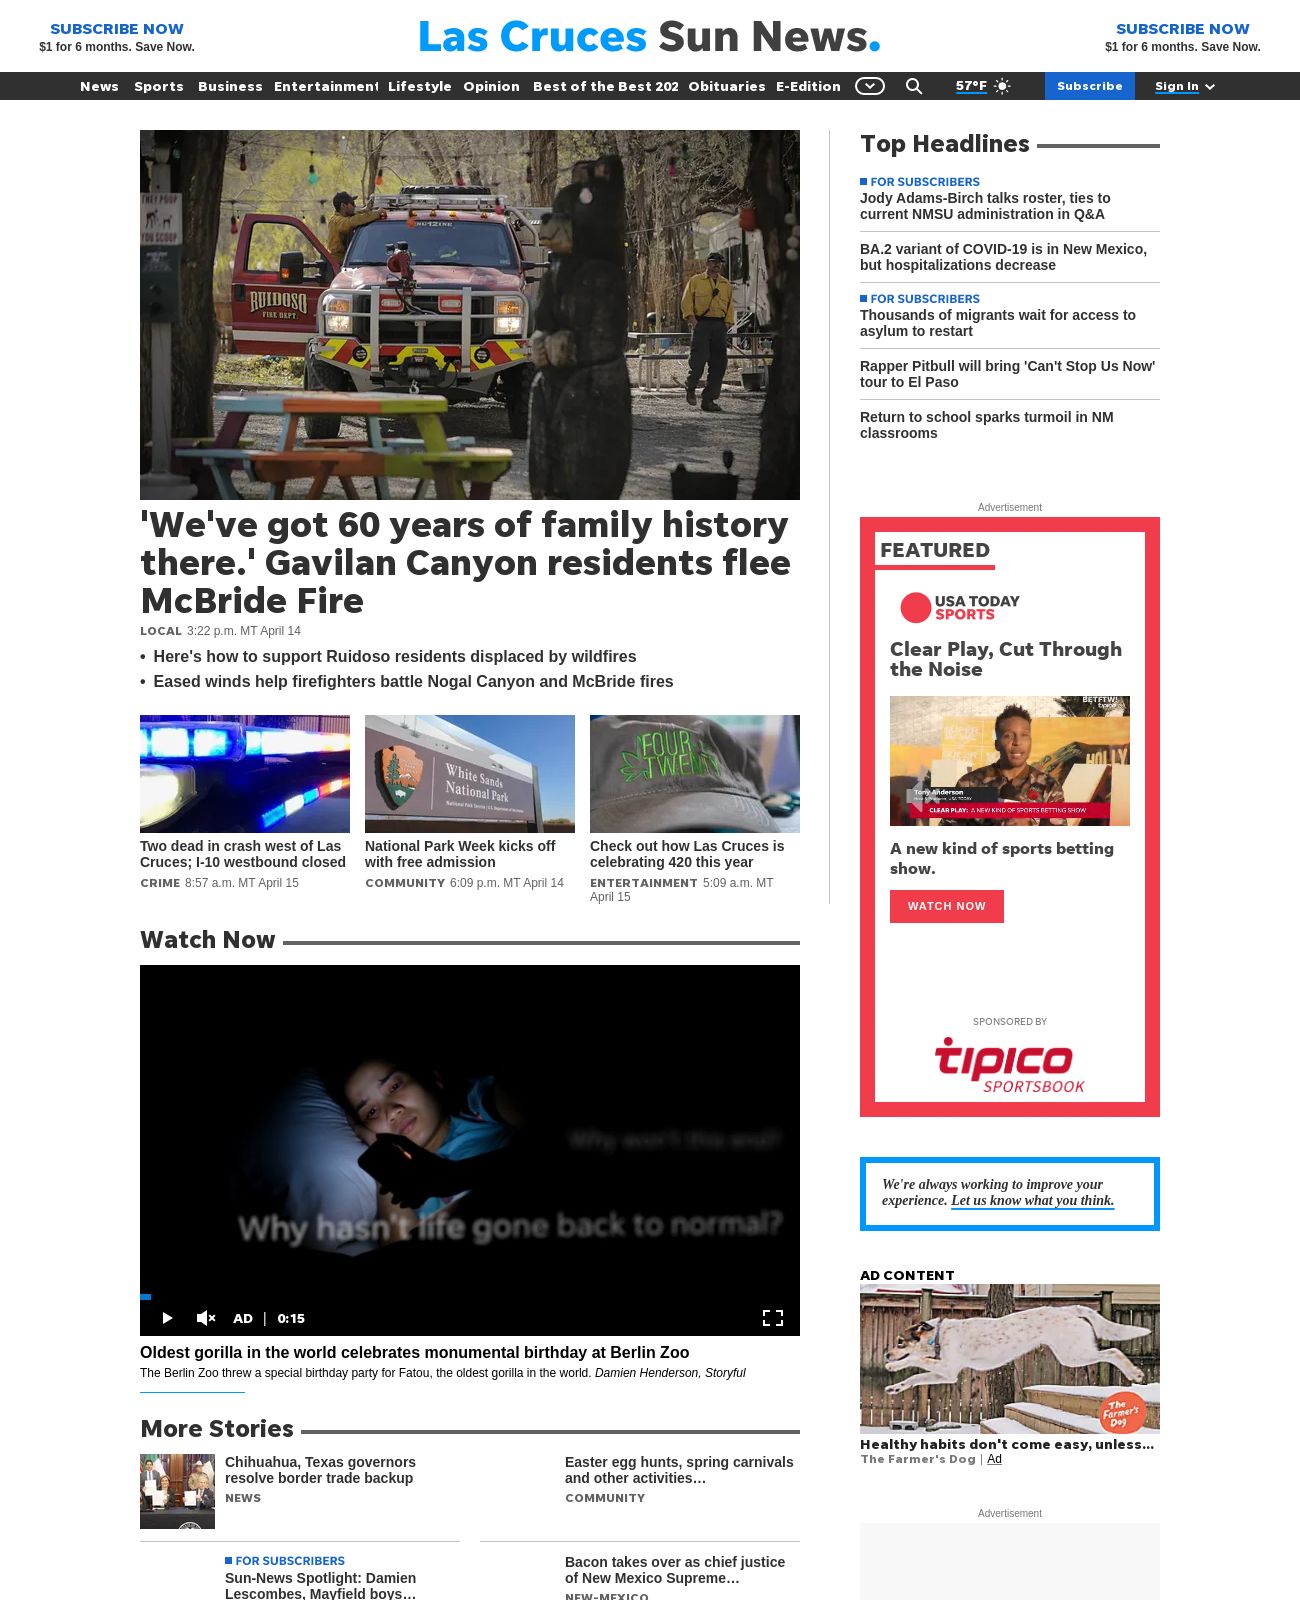 SUBSCRIBE NOW
$1 for 6 months. Save Now.
Las Cruces Sun News.
SUBSCRIBE NOW
$1 for 6 months. Save Now.
News Sports Business Entertainment Lifestyle Opinion Best of the Best 202 Obituaries E-Edition 57°F Subscribe Sign In
THEY POOP
YOU SCOOP
RUIDOSO
FIRE DEPT.
'We've got 60 years of family history
there.' Gavilan Canyon residents flee
McBride Fire
LOCAL 3:22 p.m. MT April 14
• Here's how to support Ruidoso residents displaced by wildfires
• Eased winds help firefighters battle Nogal Canyon and McBride fires
Two dead in crash west of Las
Cruces; I-10 westbound closed
CRIME 8:57 a.m. MT April 15
White Sands
National Park
National Park Week kicks off
with free admission
COMMUNITY 6:09 p.m. MT April 14
FOUR
TWENTY
Check out how Las Cruces is
celebrating 420 this year
ENTERTAINMENT 5:09 a.m. MT
April 15
Watch Now
Why won't this end?
Why hasn't life gone back to normal?
AD | 0:15
Oldest gorilla in the world celebrates monumental birthday at Berlin Zoo
The Berlin Zoo threw a special birthday party for Fatou, the oldest gorilla in the world. Damien Henderson, Storyful
More Stories
Chihuahua, Texas governors
resolve border trade backup
NEWS
Easter egg hunts, spring carnivals
and other activities…
COMMUNITY
FOR SUBSCRIBERS
Sun-News Spotlight: Damien
Lescombes, Mayfield boys…
Bacon takes over as chief justice
of New Mexico Supreme…
NEW-MEXICO
Top Headlines
FOR SUBSCRIBERS
Jody Adams-Birch talks roster, ties to
current NMSU administration in Q&A
BA.2 variant of COVID-19 is in New Mexico,
but hospitalizations decrease
FOR SUBSCRIBERS
Thousands of migrants wait for access to
asylum to restart
Rapper Pitbull will bring 'Can't Stop Us Now'
tour to El Paso
Return to school sparks turmoil in NM
classrooms
Advertisement
FEATURED
USA TODAY
SPORTS
Clear Play, Cut Through
the Noise
BETFTW!
tipico
HOLLY
Tony Anderson
CLEAR PLAY: A NEW KIND OF SPORTS BETTING SHOW
A new kind of sports betting
show.
WATCH NOW
SPONSORED BY
tipico
SPORTSBOOK
We're always working to improve your
experience. Let us know what you think.
AD CONTENT
The
Farmer's
Dog
Healthy habits don't come easy, unless...
The Farmer's Dog | Ad
Advertisement